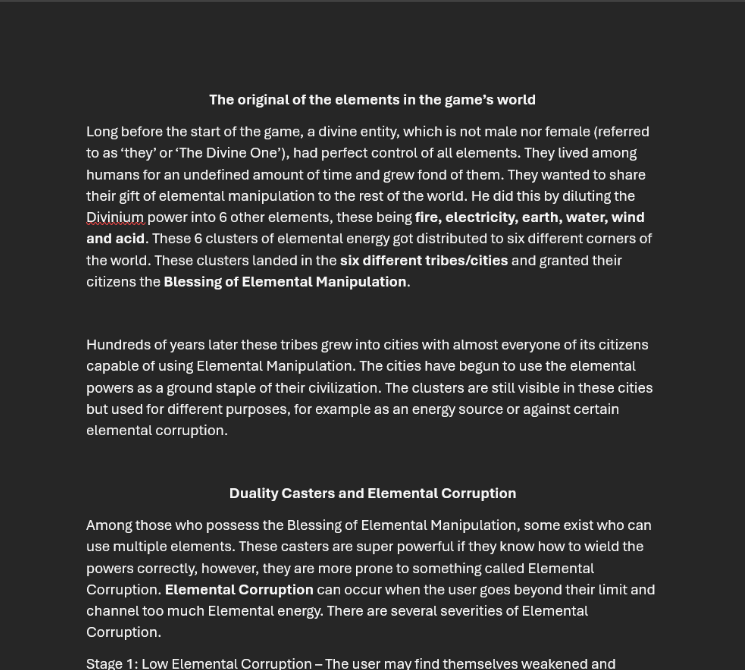 The original of the elements in the game's world
Long before the start of the game, a divine entity, which is not male nor female (referred
to as 'they' or 'The Divine One'), had perfect control of all elements. They lived among
humans for an undefined amount of time and grew fond of them. They wanted to share
their gift of elemental manipulation to the rest of the world. He did this by diluting the
Divinium power into 6 other elements, these being fire, electricity, earth, water, wind
and acid. These 6 clusters of elemental energy got distributed to six different corners of
the world. These clusters landed in the six different tribes/cities and granted their
citizens the Blessing of Elemental Manipulation.
Hundreds of years later these tribes grew into cities with almost everyone of its citizens
capable of using Elemental Manipulation. The cities have begun to use the elemental
powers as a ground staple of their civilization. The clusters are still visible in these cities
but used for different purposes, for example as an energy source or against certain
elemental corruption.
Duality Casters and Elemental Corruption
Among those who possess the Blessing of Elemental Manipulation, some exist who can
use multiple elements. These casters are super powerful if they know how to wield the
powers correctly, however, they are more prone to something called Elemental
Corruption. Elemental Corruption can occur when the user goes beyond their limit and
channel too much Elemental energy. There are several severities of Elemental
Corruption.
Stage 1: Low Elemental Corruption – The user may find themselves weakened and